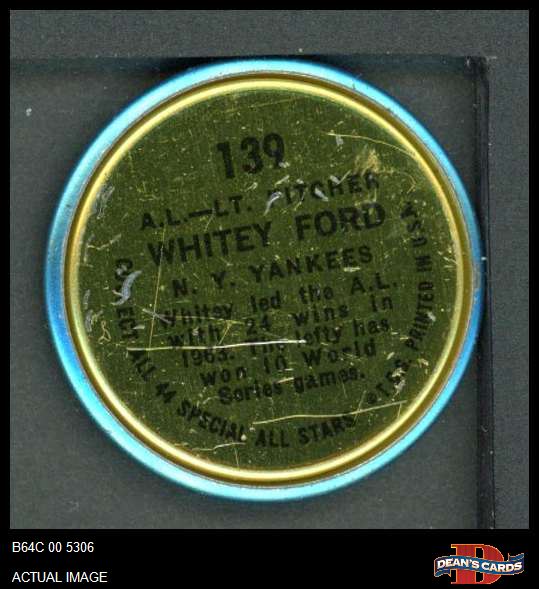 139
A.L.—LT. PITCHER
WHITEY FORD
N. Y. YANKEES
Whitey led the A.L.
with 24 wins in
1963. The lefty has
won 10 World
Series games.
COLLECT ALL 44 SPECIAL ALL STARS
©T.C.G. PRINTED IN U.S.A.
B64C 00 5306
ACTUAL IMAGE
B
DEAN'S CARDS